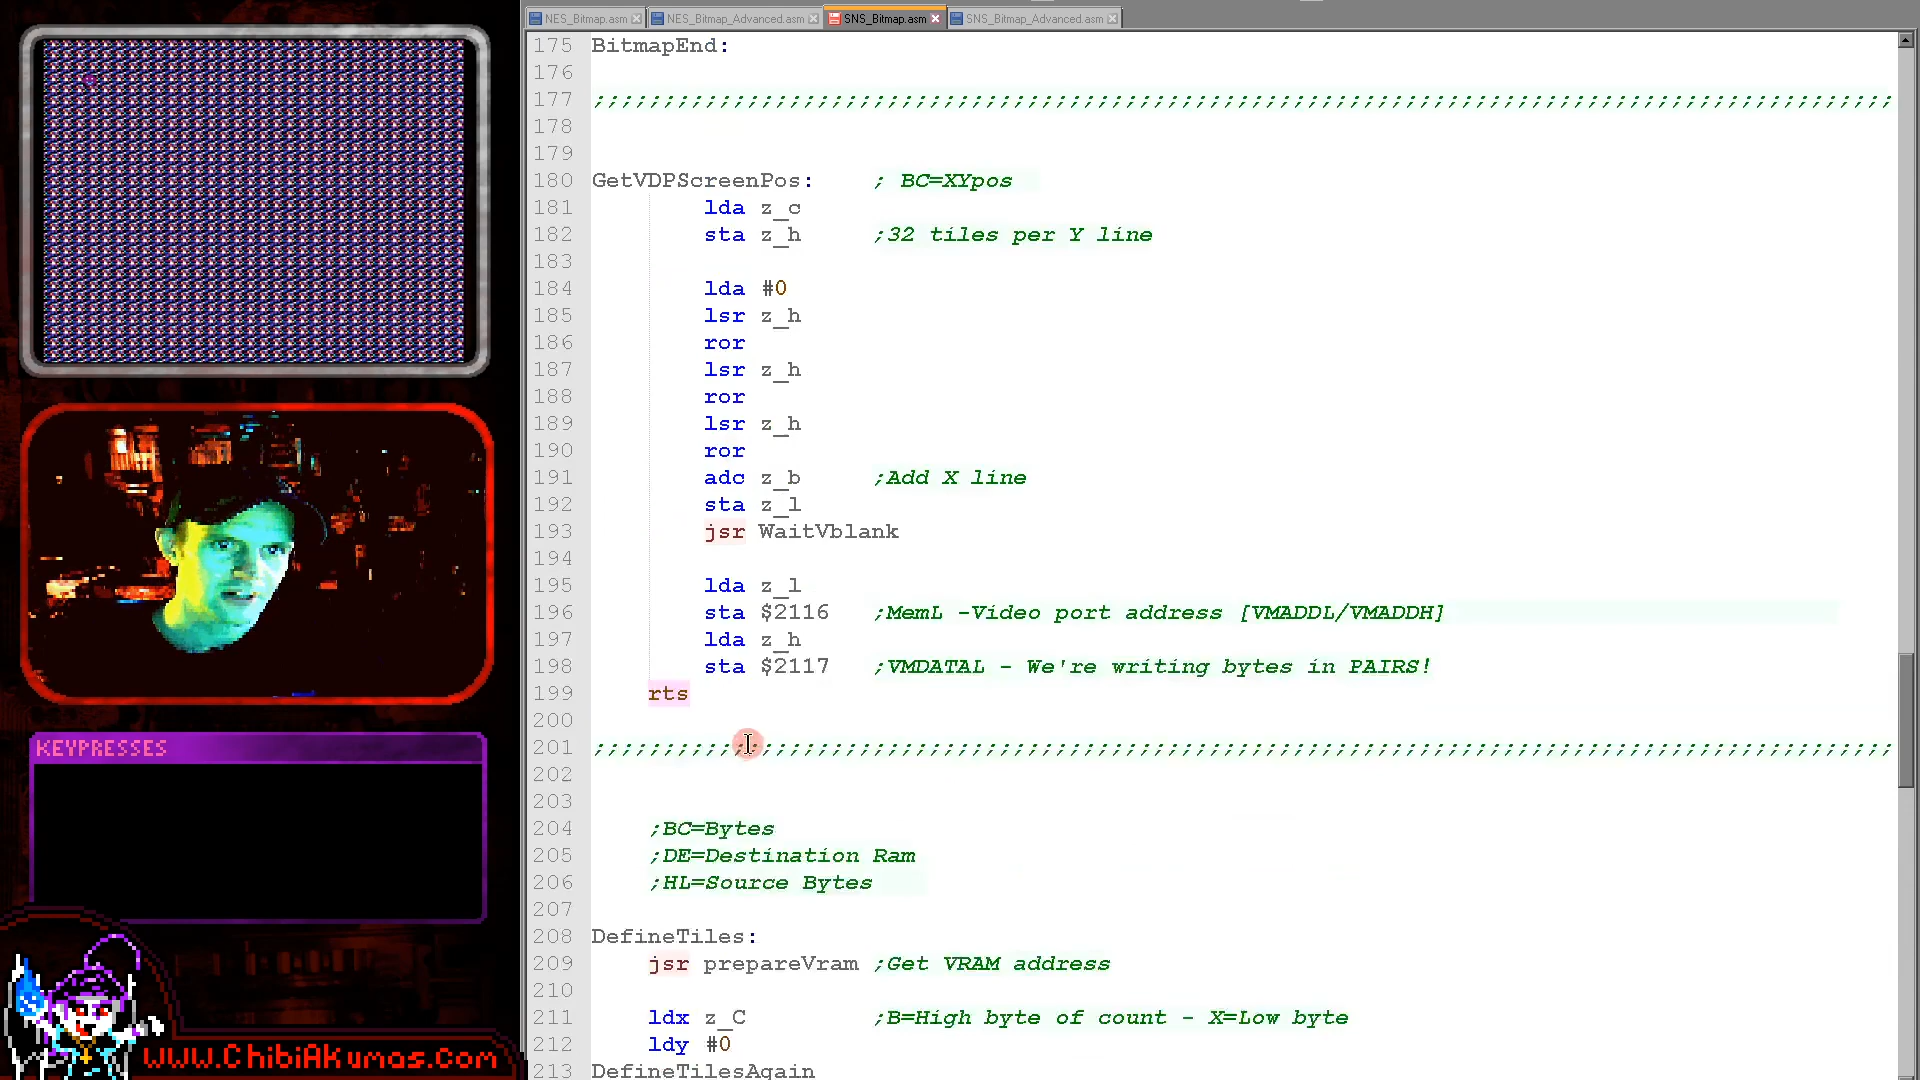 NES_Bitmap.asm NES_Bitmap_Advanced.asm SNS_Bitmap.asm SNS_Bitmap_Advanced.asm
175 BitmapEnd:
176
177 ;;;;;;;;;;;;;;;;;;;;;;;;;;;;;;;;;;;;;;;;;;;;;;;;;;;;;;;;;;;;;;;;;;;;;;;;;;;;;;;;;;;;;;;;;;;;
178
179
180 GetVDPScreenPos: ; BC=XYpos
181 lda z_c
182 sta z_h ;32 tiles per Y line
183
184 lda #0
185 lsr z_h
186 ror
187 lsr z_h
188 ror
189 lsr z_h
190 ror
191 adc z_b ;Add X line
192 sta z_l
193 jsr WaitVblank
194
195 lda z_l
196 sta $2116 ;MemL -Video port address [VMADDL/VMADDH]
197 lda z_h
198 sta $2117 ;VMDATAL - We're writing bytes in PAIRS!
199 rts
200
201 ;;;;;;;;;;;;;;;;;;;;;;;;;;;;;;;;;;;;;;;;;;;;;;;;;;;;;;;;;;;;;;;;;;;;;;;;;;;;;;;;;;;;;;;;;;;;
202
203
204 ;BC=Bytes
205 ;DE=Destination Ram
206 ;HL=Source Bytes
207
208 DefineTiles:
209 jsr prepareVram ;Get VRAM address
210
211 ldx z_C ;B=High byte of count - X=Low byte
212 ldy #0
213 DefineTilesAgain
KEYPRESSES
www.ChibiAkumas.com